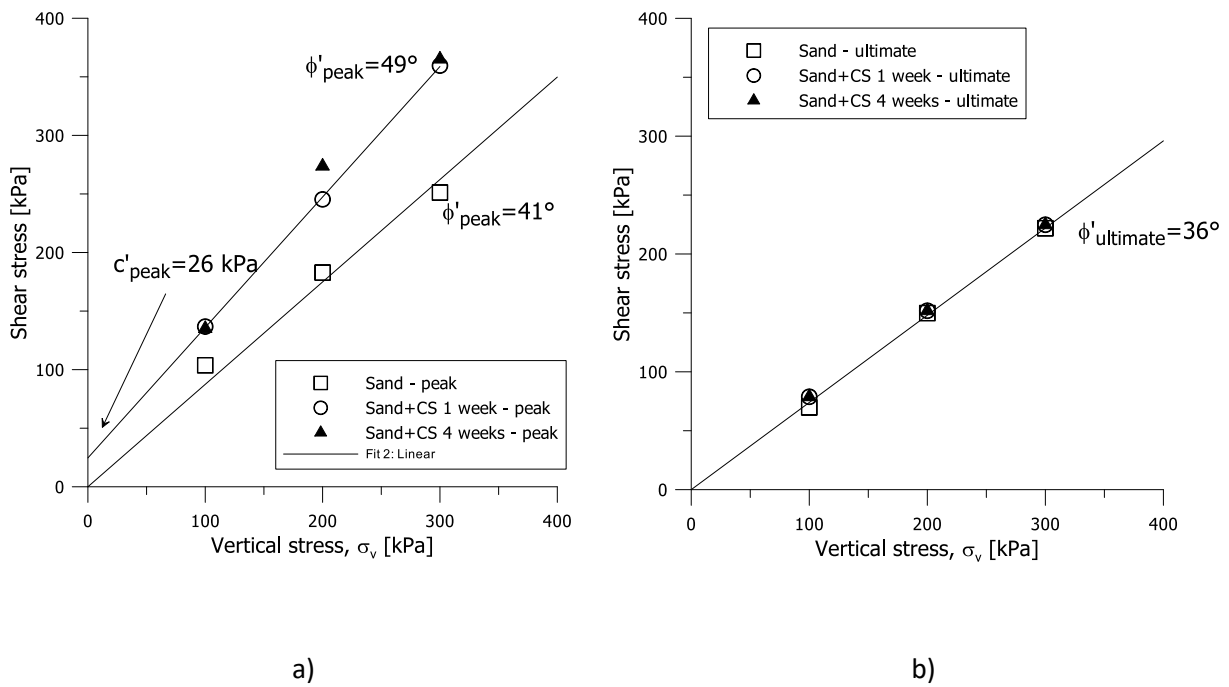 400
300
200
100
0
Shear stress [kPa]
ϕ'peak=49°
ϕ'peak=41°
c'peak=26 kPa
Sand - peak
Sand+CS 1 week - peak
Sand+CS 4 weeks - peak
Fit 2: Linear
0 100 200 300 400
Vertical stress, σv [kPa]
a)
400
300
200
100
0
Shear stress [kPa]
Sand - ultimate
Sand+CS 1 week - ultimate
Sand+CS 4 weeks - ultimate
ϕ'ultimate=36°
0 100 200 300 400
Vertical stress, σv [kPa]
b)